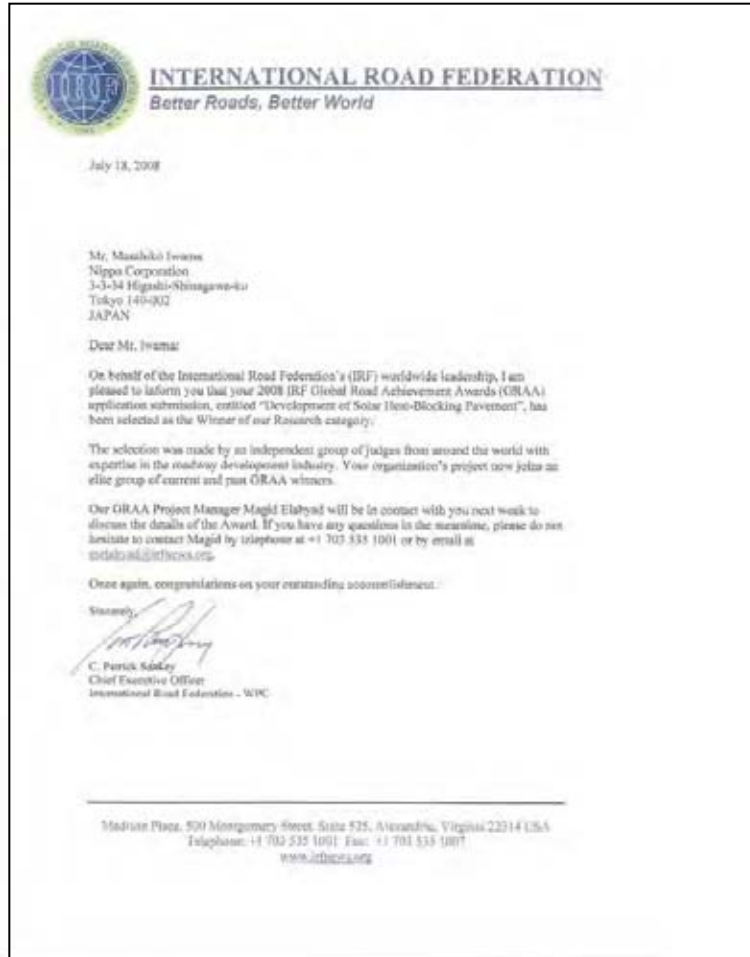 IRF
INTERNATIONAL ROAD FEDERATION
Better Roads, Better World
July 18, 2008
Mr. Masahiko Iwama
Nippo Corporation
3-3-34 Higashi-Shinagawa-ku
Tokyo 140-002
JAPAN
Dear Mr. Iwama:
On behalf of the International Road Federation's (IRF) worldwide leadership, I am
pleased to inform you that your 2008 IRF Global Road Achievement Awards (GRAA)
application submission, entitled "Development of Solar Heat-Blocking Pavement", has
been selected as the Winner of our Research category.
The selection was made by an independent group of judges from around the world with
expertise in the roadway development industry. Your organization's project now joins an
elite group of current and past GRAA winners.
Our GRAA Project Manager Magid Elabyad will be in contact with you next week to
discuss the details of the Award. If you have any questions in the meantime, please do not
hesitate to contact Magid by telephone at +1 703 535 1001 or by email at
Once again, congratulations on your outstanding accomplishment.
Sincerely,
C. Patrick Sankey
Chief Executive Officer
International Road Federation - WPC
Madison Place, 500 Montgomery Street, Suite 525, Alexandria, Virginia 22314 USA
Telephone: +1 703 535 1001 Fax: +1 703 535 1007
www.irfnews.org